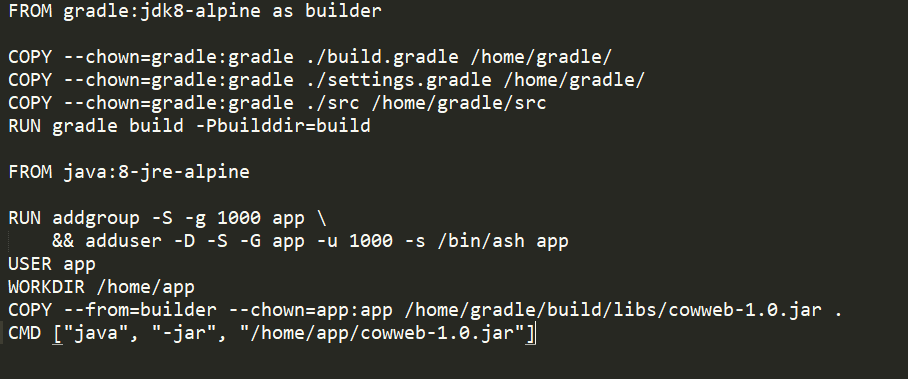 FROM gradle:jdk8-alpine as builder
COPY --chown=gradle:gradle ./build.gradle /home/gradle/
COPY --chown=gradle:gradle ./settings.gradle /home/gradle/
COPY --chown=gradle:gradle ./src /home/gradle/src
RUN gradle build -Pbuilddir=build
FROM java:8-jre-alpine
RUN addgroup -S -g 1000 app \
    && adduser -D -S -G app -u 1000 -s /bin/ash app
USER app
WORKDIR /home/app
COPY --from=builder --chown=app:app /home/gradle/build/libs/cowweb-1.0.jar .
CMD ["java", "-jar", "/home/app/cowweb-1.0.jar"]